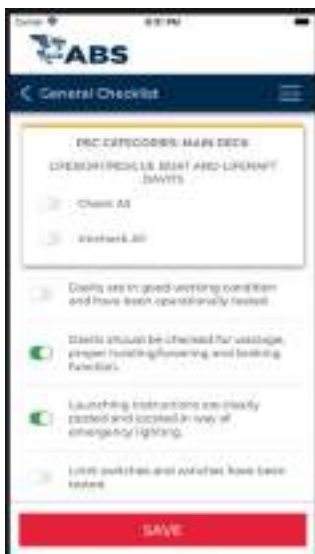 ABS
General Checklist
PSC CATEGORIES: MAIN DECK
LIFEBOAT/RESCUE BOAT AND LIFERAFT
DAVITS
Check All
Uncheck All
Davits are in good working condition
and have been operationally tested.
Davits should be checked for wastage,
proper hoisting/lowering and braking
function.
Launching instructions are clearly
posted and located in way of
emergency lighting.
Limit switches and winches have been
tested.
SAVE